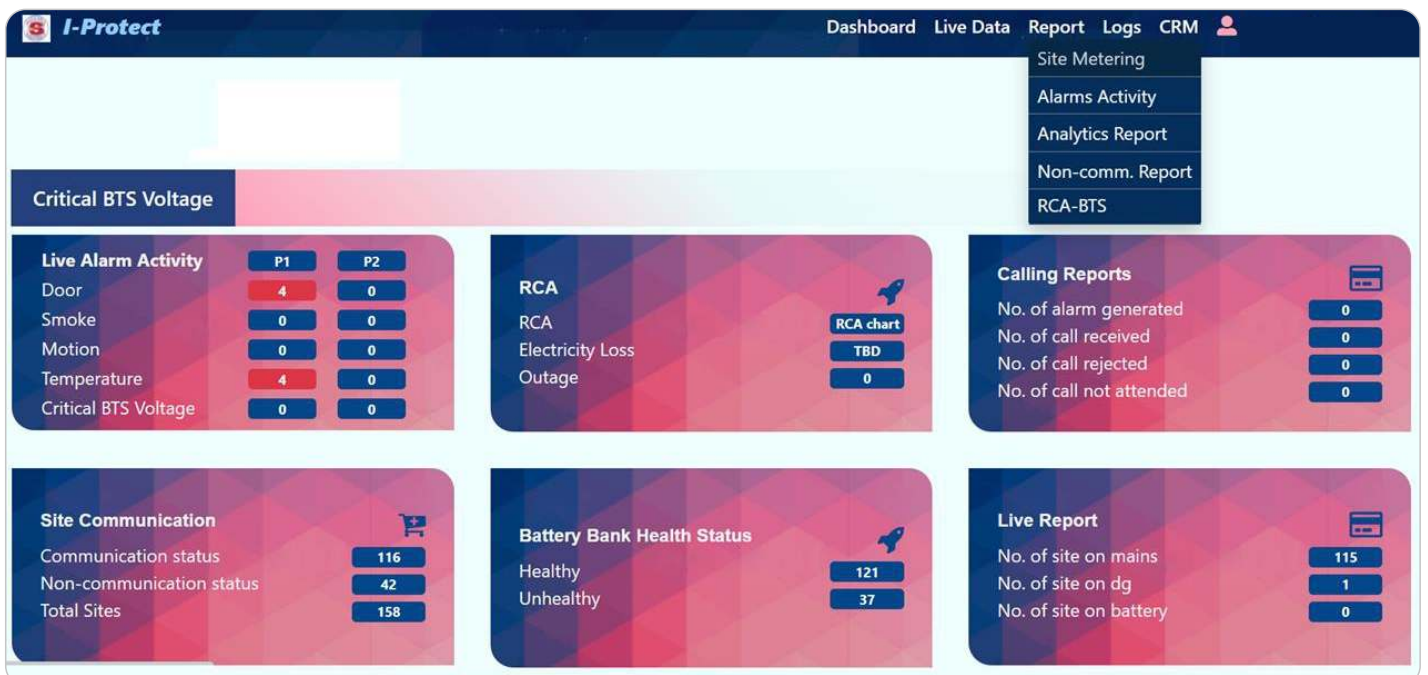 S I-Protect Dashboard Live Data Report Logs CRM
Site Metering
Alarms Activity
Analytics Report
Non-comm. Report
RCA-BTS
Critical BTS Voltage
Live Alarm Activity P1 P2
Door 4 0
Smoke 0 0
Motion 0 0
Temperature 4 0
Critical BTS Voltage 0 0
RCA
RCA RCA chart
Electricity Loss TBD
Outage 0
Calling Reports
No. of alarm generated 0
No. of call received 0
No. of call rejected 0
No. of call not attended 0
Site Communication
Communication status 116
Non-communication status 42
Total Sites 158
Battery Bank Health Status
Healthy 121
Unhealthy 37
Live Report
No. of site on mains 115
No. of site on dg 1
No. of site on battery 0